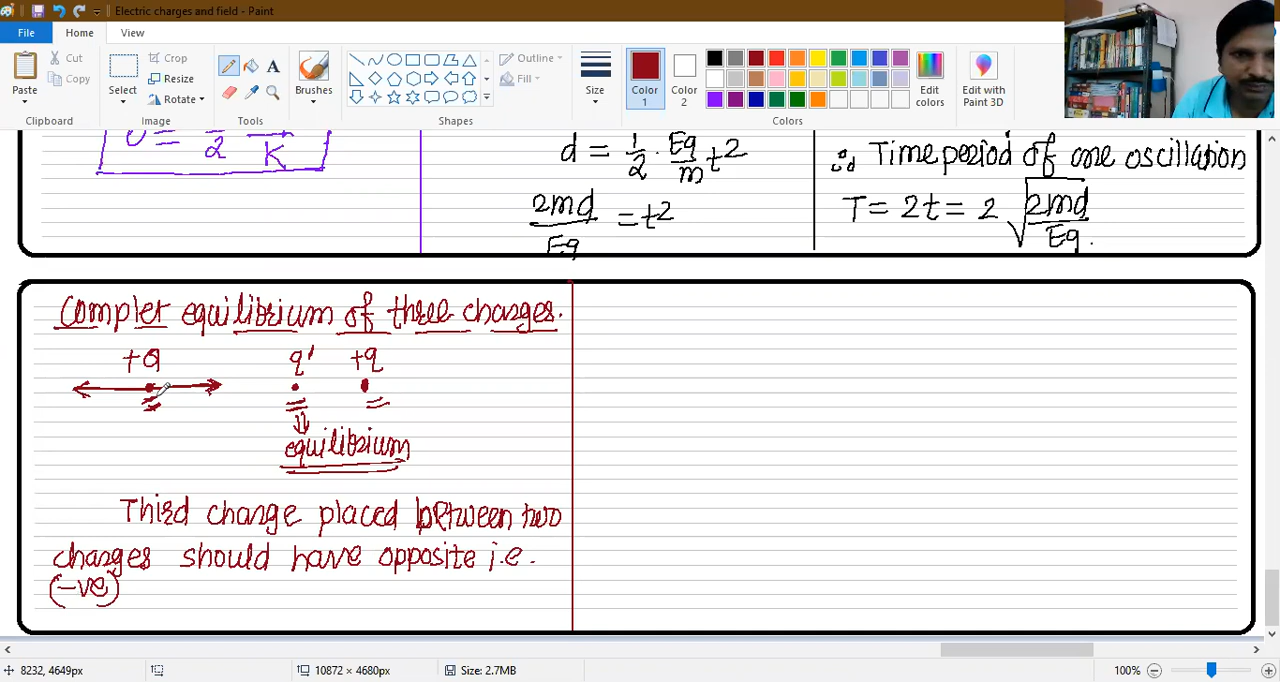 Electric charges and field - Paint
File Home View
Cut
Copy
Paste
Clipboard
Select
Crop
Resize
Rotate
Image
Tools
Brushes
Shapes
Outline
Fill
Size
Color 1
Color 2
Colors
Edit colors
Edit with Paint 3D
2
K
d = 1/2 · Eq/m t²
2md/Eq = t²
∴ Time period of one oscillation
T = 2t = 2 √2md/Eq.
Complet equilibrium of three charges.
+Q q' +q
equilibrium
Third charge placed between two
charges should have opposite i.e.
(-ve)
8232, 4649px
10872 × 4680px
Size: 2.7MB
100%